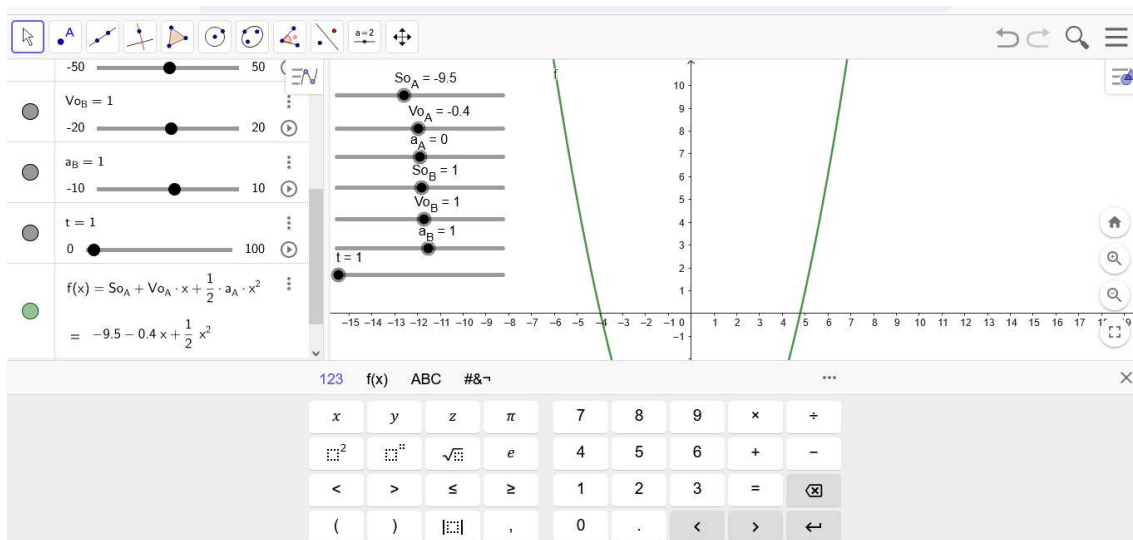 A
a=2
-50 50
Vo_B = 1
-20 20
a_B = 1
-10 10
t = 1
0 100
f(x) = So_A + Vo_A · x + 1/2 · a_A · x²
= -9.5 - 0.4 x + 1/2 x²
So_A = -9.5
Vo_A = -0.4
a_A = 0
So_B = 1
Vo_B = 1
a_B = 1
t = 1
f
10
9
8
7
6
5
4
3
2
1
-15 -14 -13 -12 -11 -10 -9 -8 -7 -6 -5 -4 -3 -2 -1 0 1 2 3 4 5 6 7 8 9 10 11 12 13 14 15 16 17
-1
123 f(x) ABC #&¬
x y z π 7 8 9 × ÷
e 4 5 6 + −
< > ≤ ≥ 1 2 3 =
( ) , 0 . < >